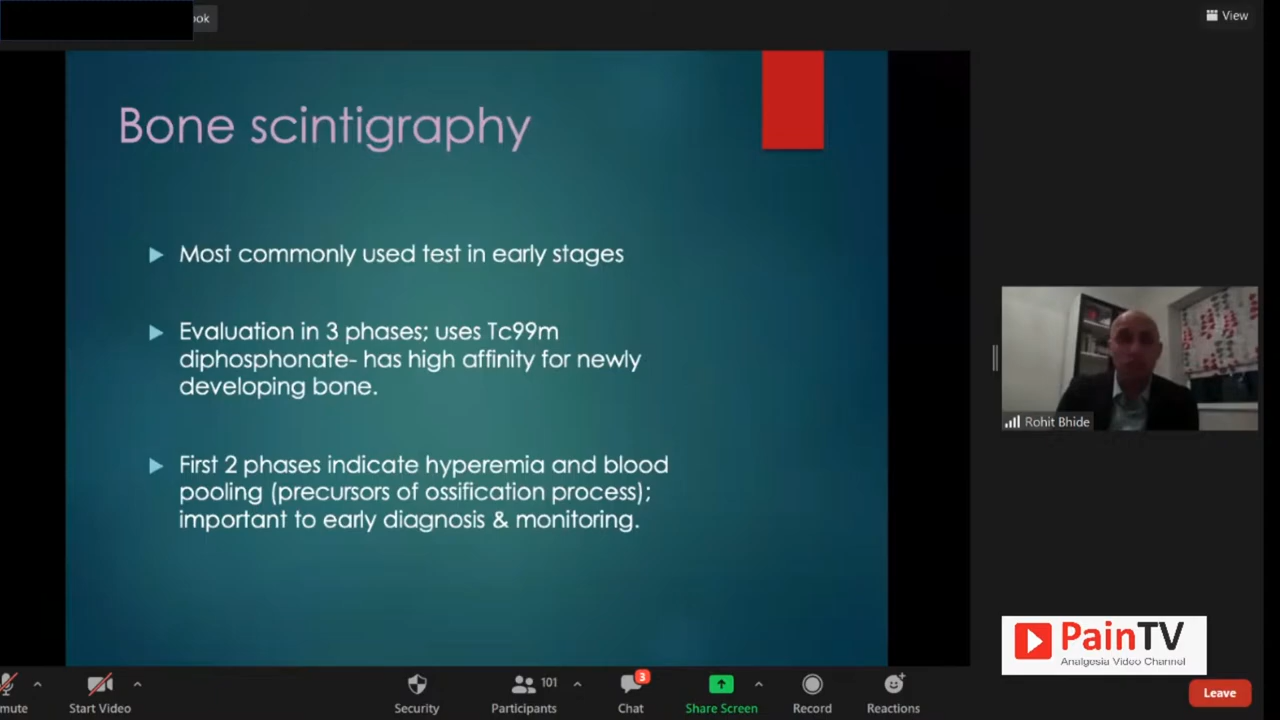 ook
View
Bone scintigraphy
Most commonly used test in early stages
Evaluation in 3 phases; uses Tc99m
diphosphonate- has high affinity for newly
developing bone.
First 2 phases indicate hyperemia and blood
pooling (precursors of ossification process);
important to early diagnosis & monitoring.
Rohit Bhide
PainTV
Analgesia Video Channel
mute
Start Video
Security
101
Participants
3
Chat
Share Screen
Record
Reactions
Leave